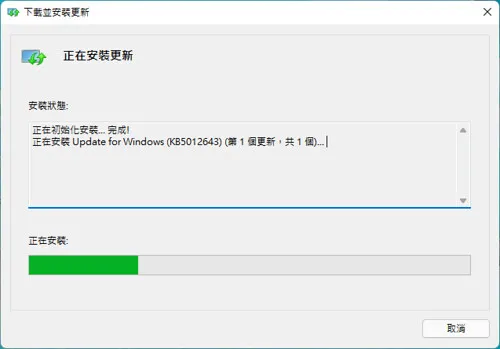 下載並安裝更新
正在安裝更新
安裝狀態:
正在初始化安裝... 完成!
正在安裝 Update for Windows (KB5012643) (第 1 個更新，共 1 個)...
正在安裝:
取消